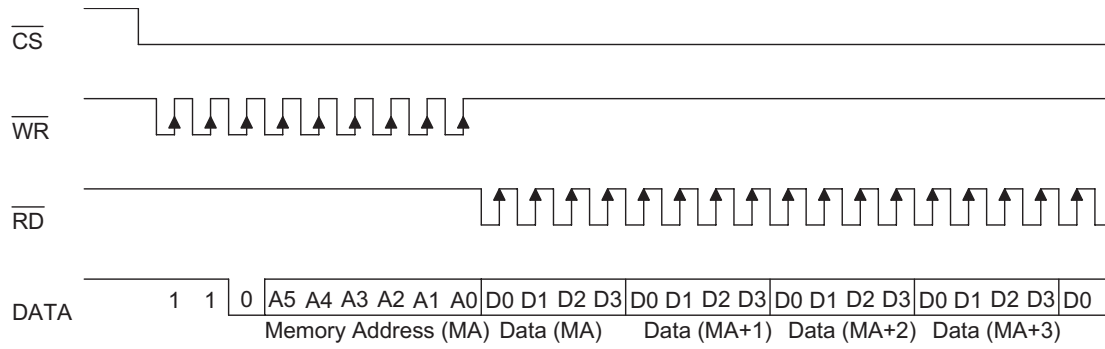 CS
WR
RD
DATA 1 1 0 A5 A4 A3 A2 A1 A0 D0 D1 D2 D3 D0 D1 D2 D3 D0 D1 D2 D3 D0 D1 D2 D3 D0
Memory Address (MA) Data (MA) Data (MA+1) Data (MA+2) Data (MA+3)